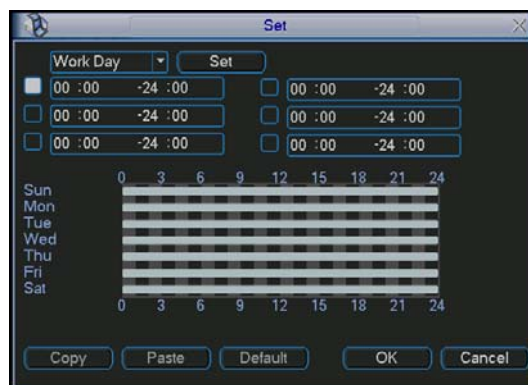 Set
Work Day Set
00 :00 -24 :00 00 :00 -24 :00
00 :00 -24 :00 00 :00 -24 :00
00 :00 -24 :00 00 :00 -24 :00
0 3 6 9 12 15 18 21 24
Sun
Mon
Tue
Wed
Thu
Fri
Sat
0 3 6 9 12 15 18 21 24
Copy Paste Default OK Cancel